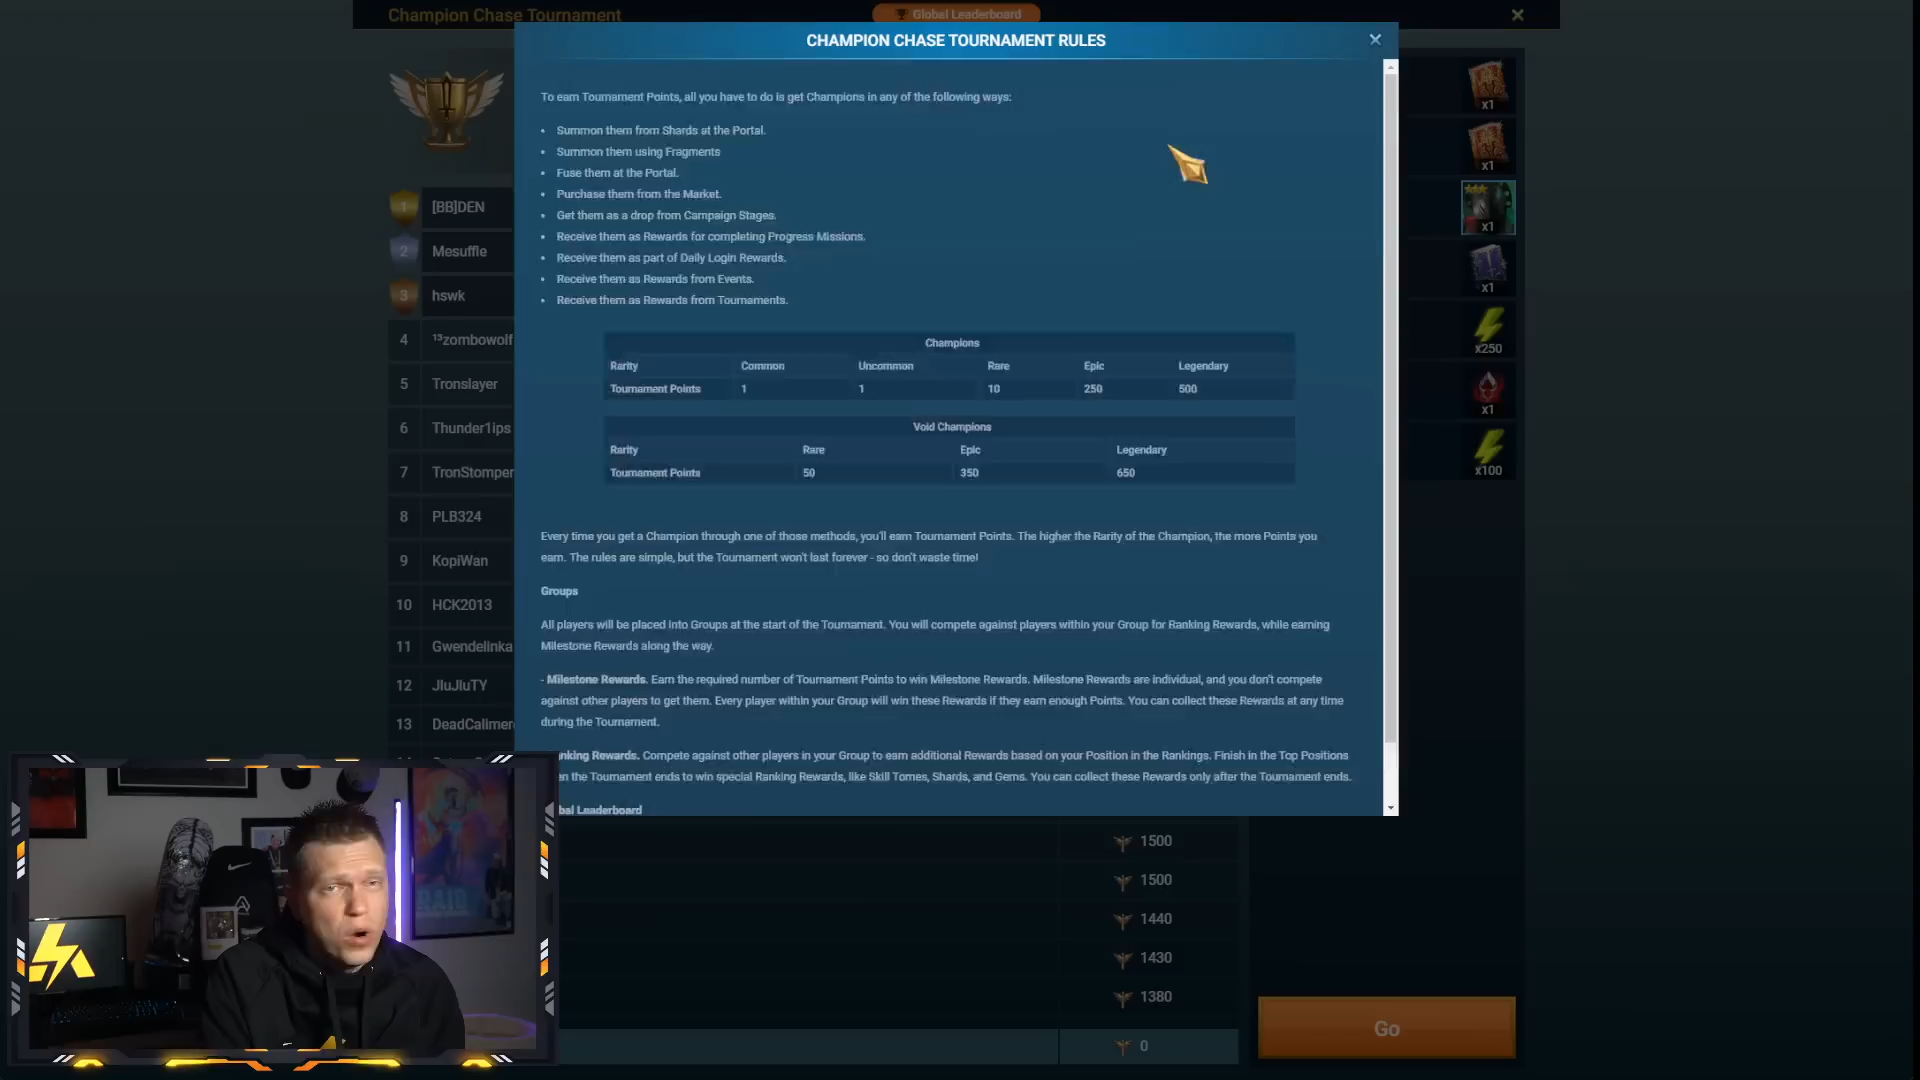 Champion Chase Tournament
Global Leaderboard
CHAMPION CHASE TOURNAMENT RULES
To earn Tournament Points, all you have to do is get Champions in any of the following ways:
• Summon them from Shards at the Portal.
• Summon them using Fragments
• Fuse them at the Portal.
• Purchase them from the Market.
• Get them as a drop from Campaign Stages.
• Receive them as Rewards for completing Progress Missions.
• Receive them as part of Daily Login Rewards.
• Receive them as Rewards from Events.
• Receive them as Rewards from Tournaments.
Champions
Rarity Common Uncommon Rare Epic Legendary
Tournament Points 1 1 10 250 500
Void Champions
Rarity Rare Epic Legendary
Tournament Points 50 350 650
Every time you get a Champion through one of those methods, you'll earn Tournament Points. The higher the Rarity of the Champion, the more Points you
earn. The rules are simple, but the Tournament won't last forever - so don't waste time!
Groups
All players will be placed into Groups at the start of the Tournament. You will compete against players within your Group for Ranking Rewards, while earning
Milestone Rewards along the way.
- Milestone Rewards. Earn the required number of Tournament Points to win Milestone Rewards. Milestone Rewards are individual, and you don't compete
against other players to get them. Every player within your Group will win these Rewards if they earn enough Points. You can collect these Rewards at any time
during the Tournament.
nking Rewards. Compete against other players in your Group to earn additional Rewards based on your Position in the Rankings. Finish in the Top Positions
en the Tournament ends to win special Ranking Rewards, like Skill Tomes, Shards, and Gems. You can collect these Rewards only after the Tournament ends.
bal Leaderboard
1 [BB]DEN
2 Mesuffle
3 hswk
4 ¹³zombowolf
5 Tronslayer
6 Thunder1ips
7 TronStomper
8 PLB324
9 KopiWan
10 HCK2013
11 Gwendelinka
12 JluJluTY
13 DeadCalimer
x1
x1
x1
x1
x250
x1
x100
1500
1500
1440
1430
1380
0
Go
RAID